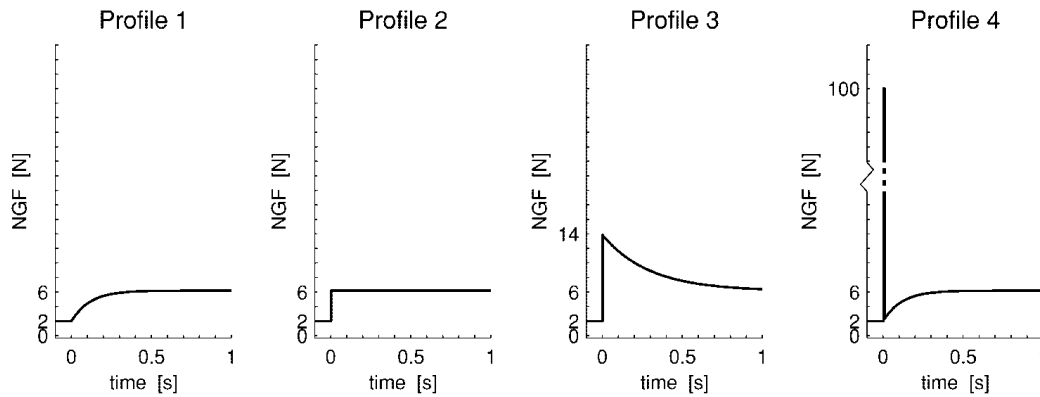 Profile 1
NGF [N]
6
2
0
0 0.5 1
time [s]
Profile 2
NGF [N]
6
2
0
0 0.5 1
time [s]
Profile 3
NGF [N]
14
6
2
0
0 0.5 1
time [s]
Profile 4
NGF [N]
100
6
2
0
0 0.5
time [s]